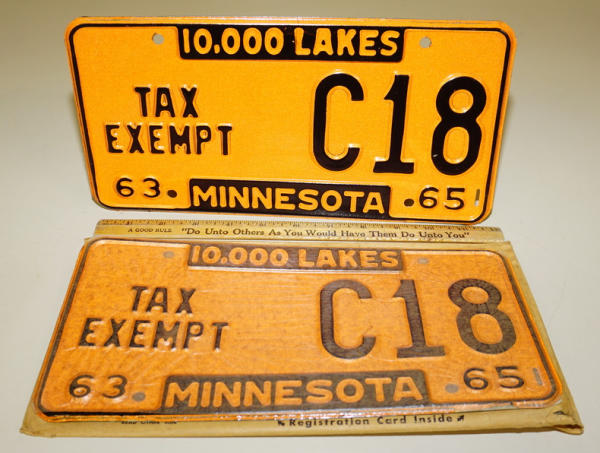 10,000 LAKES
TAX
EXEMPT
C18
63. MINNESOTA .65
A GOOD RULE "Do Unto Others As You Would Have Them Do Unto You"
10,000 LAKES
TAX
EXEMPT
C18
63. MINNESOTA .65
Registration Card Inside